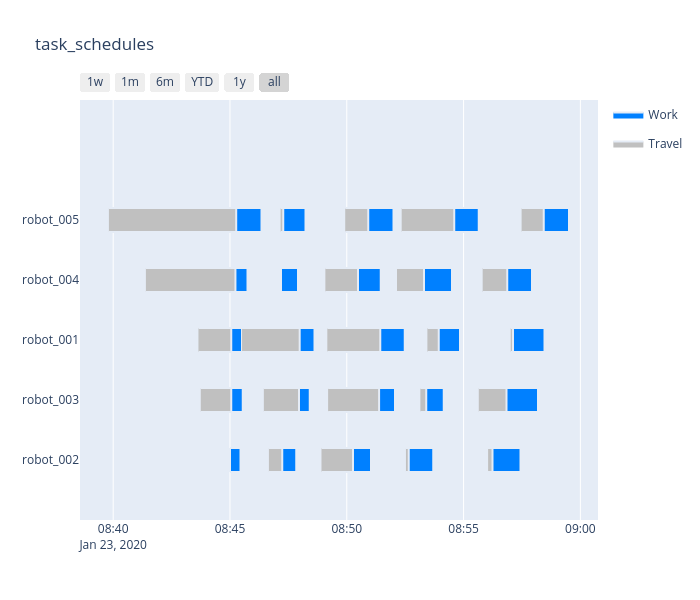 task_schedules
1w 1m 6m YTD 1y all
Work
Travel
robot_005
robot_004
robot_001
robot_003
robot_002
08:40 08:45 08:50 08:55 09:00
Jan 23, 2020